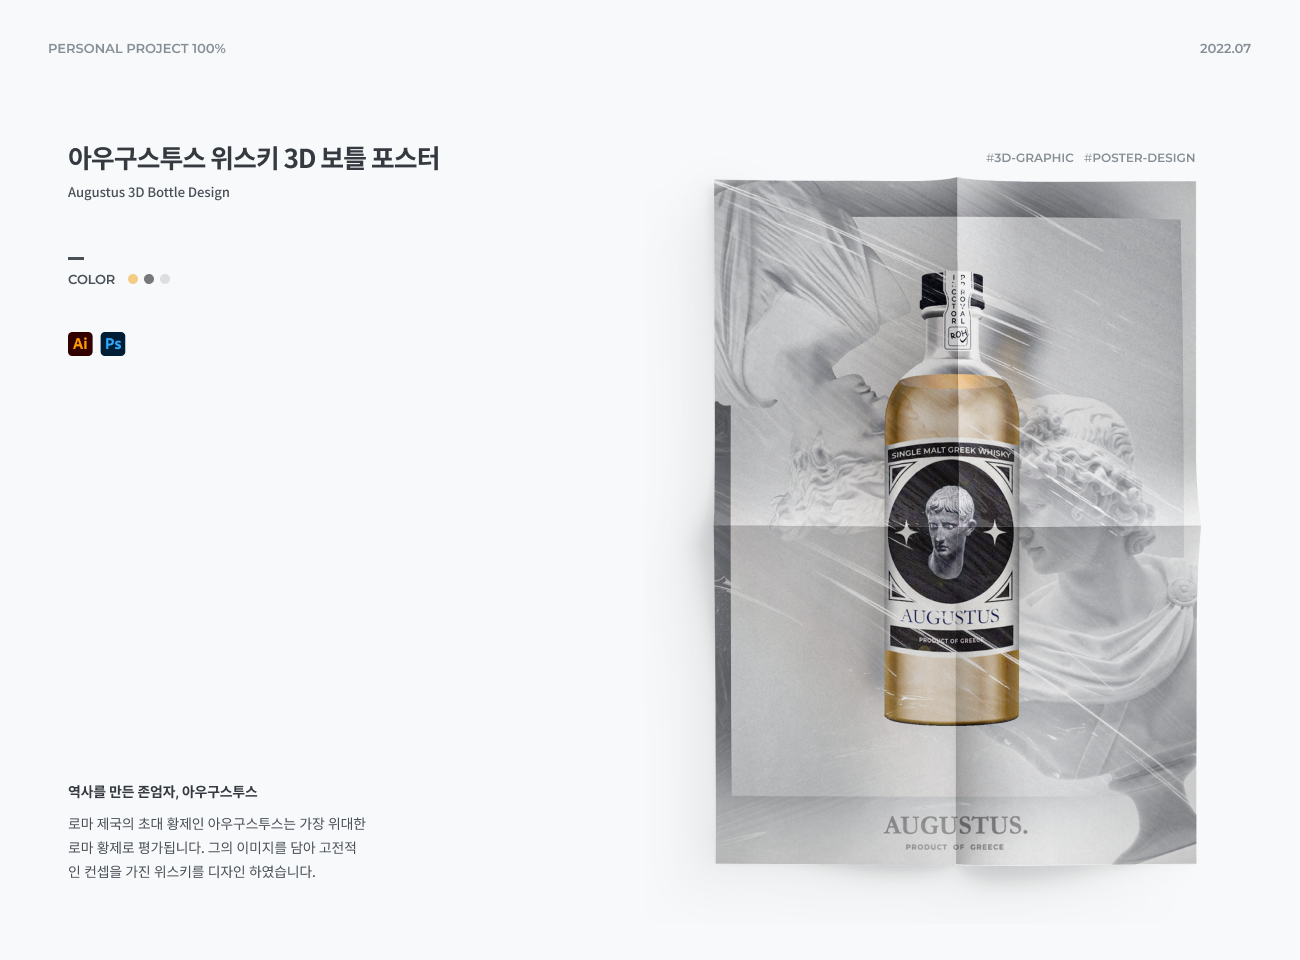 PERSONAL PROJECT 100%
2022.07
아우구스투스 위스키 3D 보틀 포스터
Augustus 3D Bottle Design
COLOR
Ai Ps
역사를 만든 존엄자, 아우구스투스
로마 제국의 초대 황제인 아우구스투스는 가장 위대한
로마 황제로 평가됩니다. 그의 이미지를 담아 고전적
인 컨셉을 가진 위스키를 디자인 하였습니다.
#3D-GRAPHIC #POSTER-DESIGN
ROYAL
SINGLE MALT GREEK WHISKY
AUGUSTUS
PRODUCT OF GREECE
AUGUSTUS.
PRODUCT OF GREECE